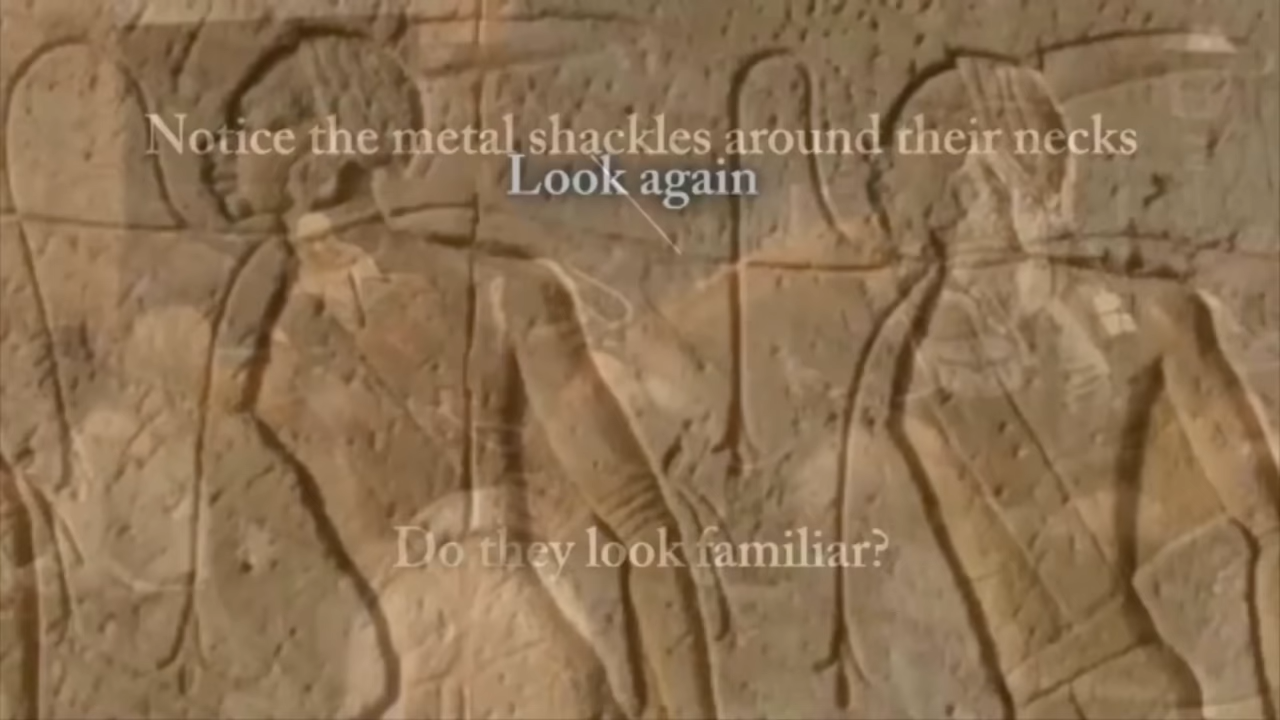 Notice the metal shackles around their necks
Look again
Do they look familiar?